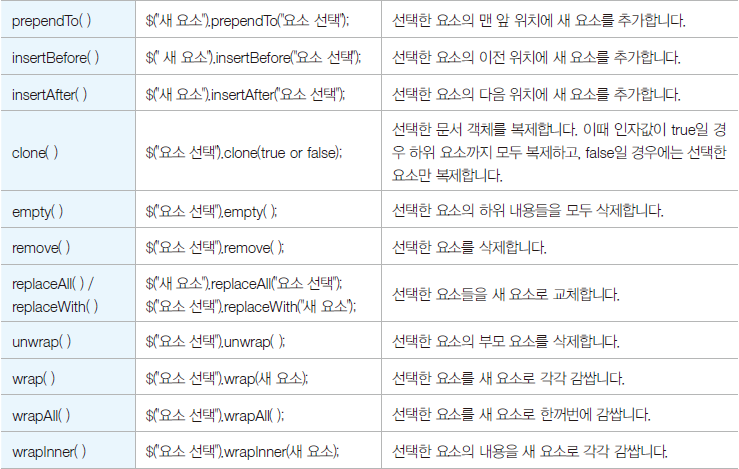 prependTo( ) $("새 요소").prependTo("요소 선택"); 선택한 요소의 맨 앞 위치에 새 요소를 추가합니다.
insertBefore( ) $(" 새 요소").insertBefore("요소 선택"); 선택한 요소의 이전 위치에 새 요소를 추가합니다.
insertAfter( ) $("새 요소").insertAfter("요소 선택"); 선택한 요소의 다음 위치에 새 요소를 추가합니다.
clone( ) $("요소 선택").clone(true or false); 선택한 문서 객체를 복제합니다. 이때 인자값이 true일 경
우 하위 요소까지 모두 복제하고, false일 경우에는 선택한
요소만 복제합니다.
empty( ) $("요소 선택").empty( ); 선택한 요소의 하위 내용들을 모두 삭제합니다.
remove( ) $("요소 선택").remove( ); 선택한 요소를 삭제합니다.
replaceAll( ) / $("새 요소").replaceAll("요소 선택");
replaceWith( ) $("요소 선택").replaceWith("새 요소"); 선택한 요소들을 새 요소로 교체합니다.
unwrap( ) $("요소 선택").unwrap( ); 선택한 요소의 부모 요소를 삭제합니다.
wrap( ) $("요소 선택").wrap(새 요소); 선택한 요소를 새 요소로 각각 감쌉니다.
wrapAll( ) $("요소 선택").wrapAll( ); 선택한 요소를 새 요소로 한꺼번에 감쌉니다.
wrapInner( ) $("요소 선택").wrapInner(새 요소); 선택한 요소의 내용을 새 요소로 각각 감쌉니다.